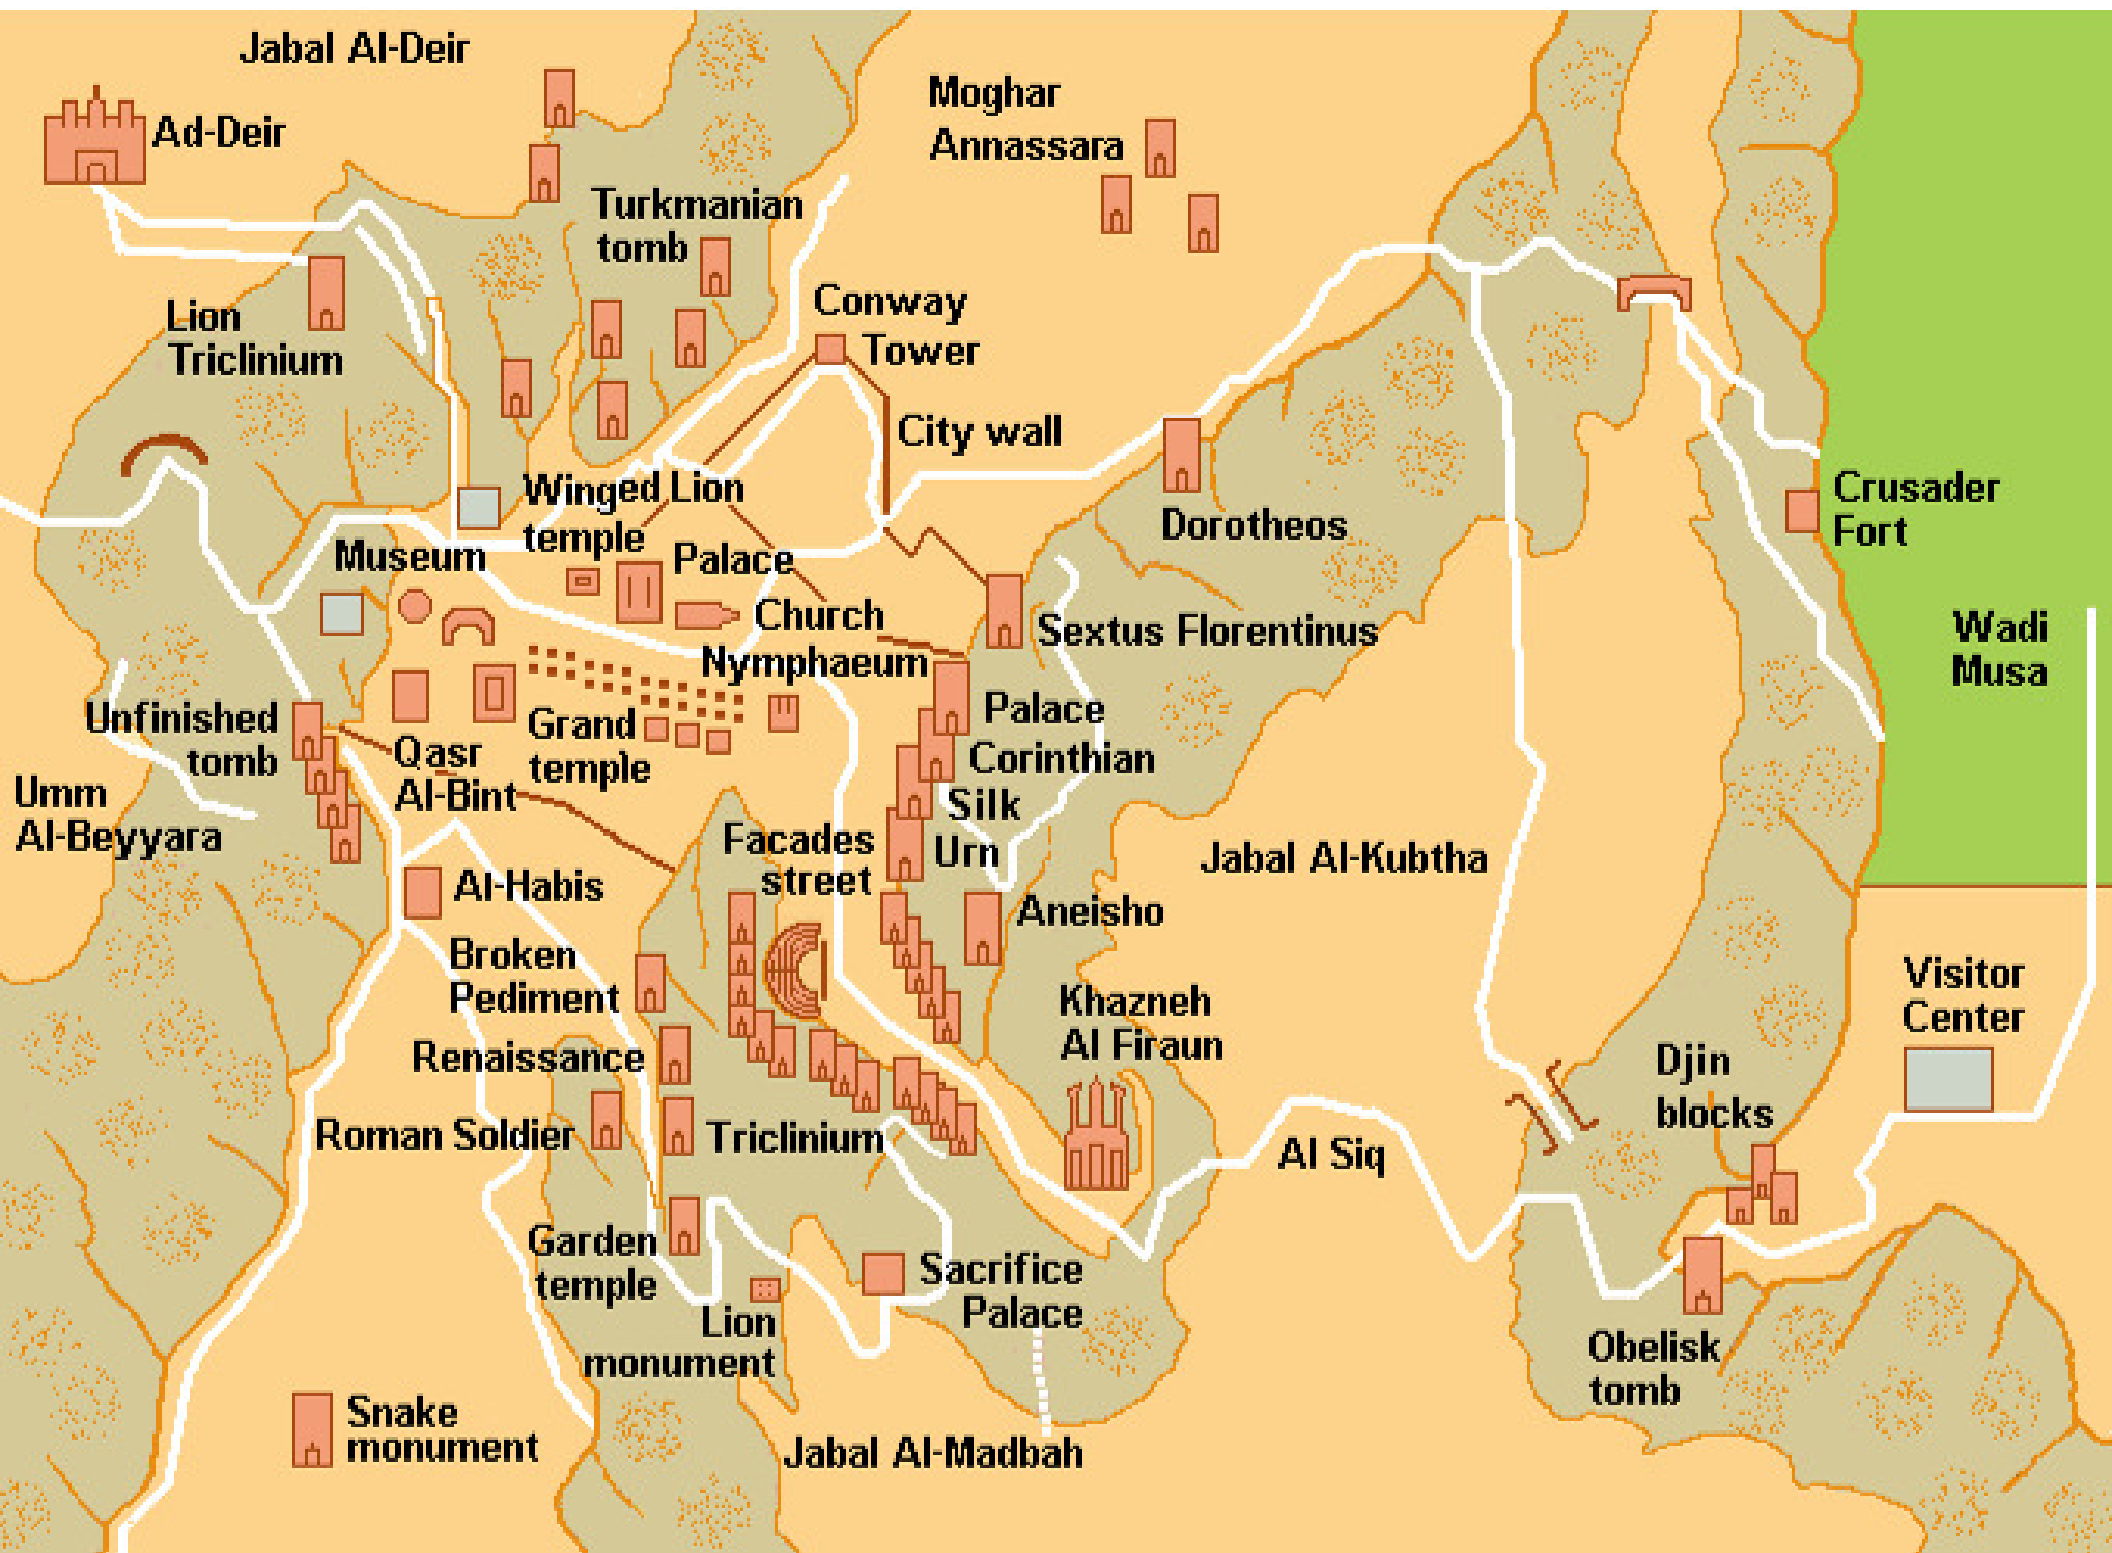 Jabal Al-Deir
Ad-Deir
Moghar
Annassara
Turkmanian
tomb
Lion
Triclinium
Conway
Tower
City wall
Winged Lion
temple
Dorotheos
Crusader
Fort
Museum
Palace
Church
Sextus Florentinus
Wadi
Musa
Nymphaeum
Unfinished
tomb
Palace
Grand
temple
Qasr
Al-Bint
Corinthian
Umm
Al-Beyyara
Silk
Facades
street
Urn
Jabal Al-Kubtha
Al-Habis
Aneisho
Broken
Pediment
Visitor
Center
Khazneh
Al Firaun
Renaissance
Djin
blocks
Roman Soldier
Triclinium
Al Siq
Garden
temple
Sacrifice
Palace
Lion
monument
Obelisk
tomb
Snake
monument
Jabal Al-Madbah